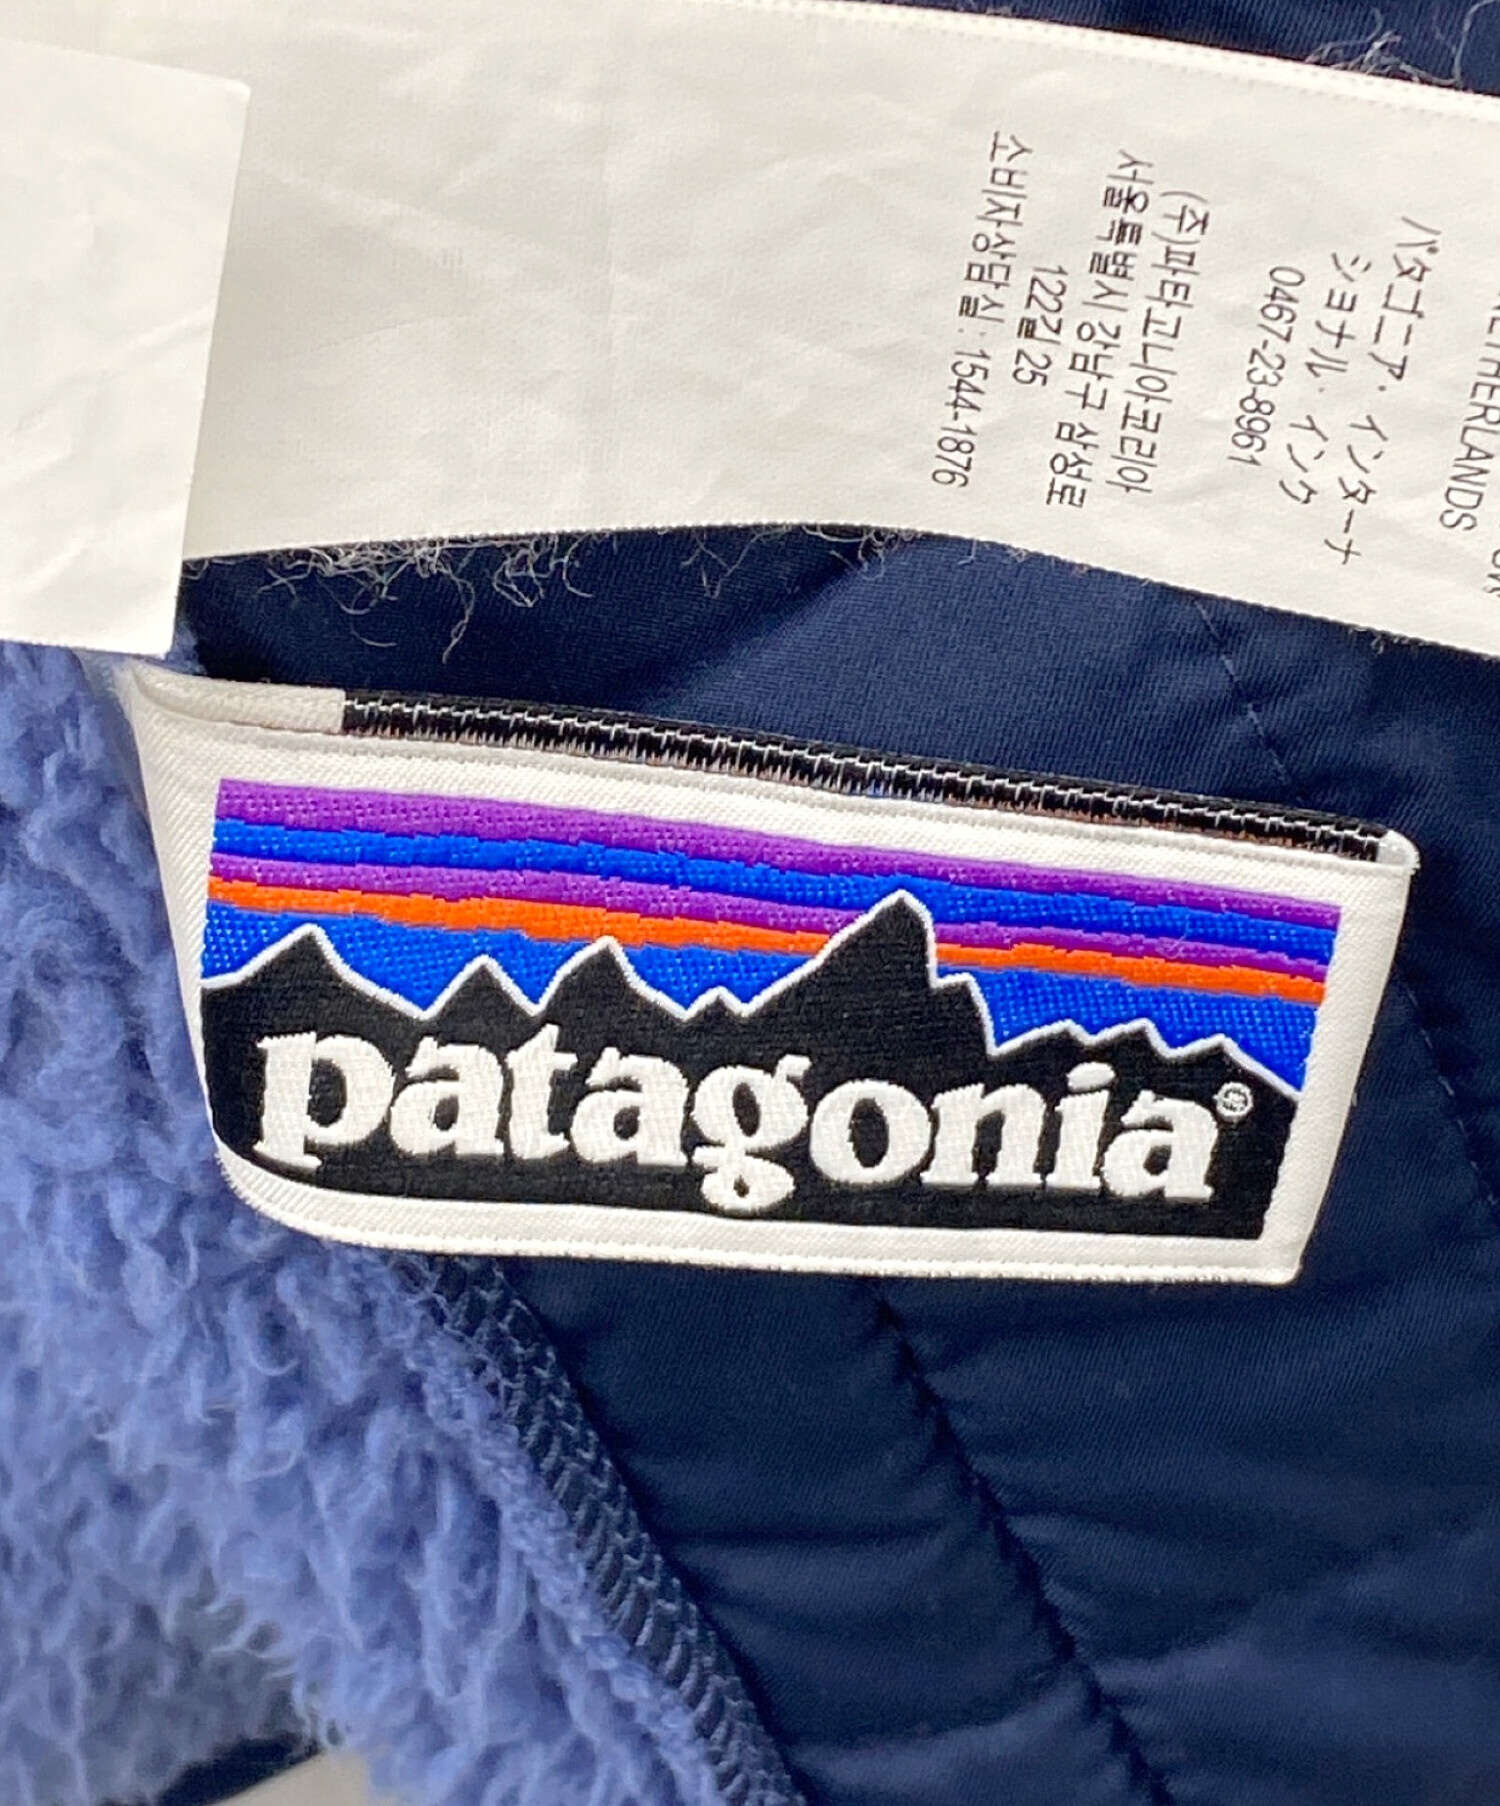 NETHERLANDS
パタゴニア・インターナ
ショナル・インク
0467-23-8961
(주)파타고니아코리아
서울특별시 강남구 삼성로
122길 25
소비자상담실: 1544-1876
patagonia®